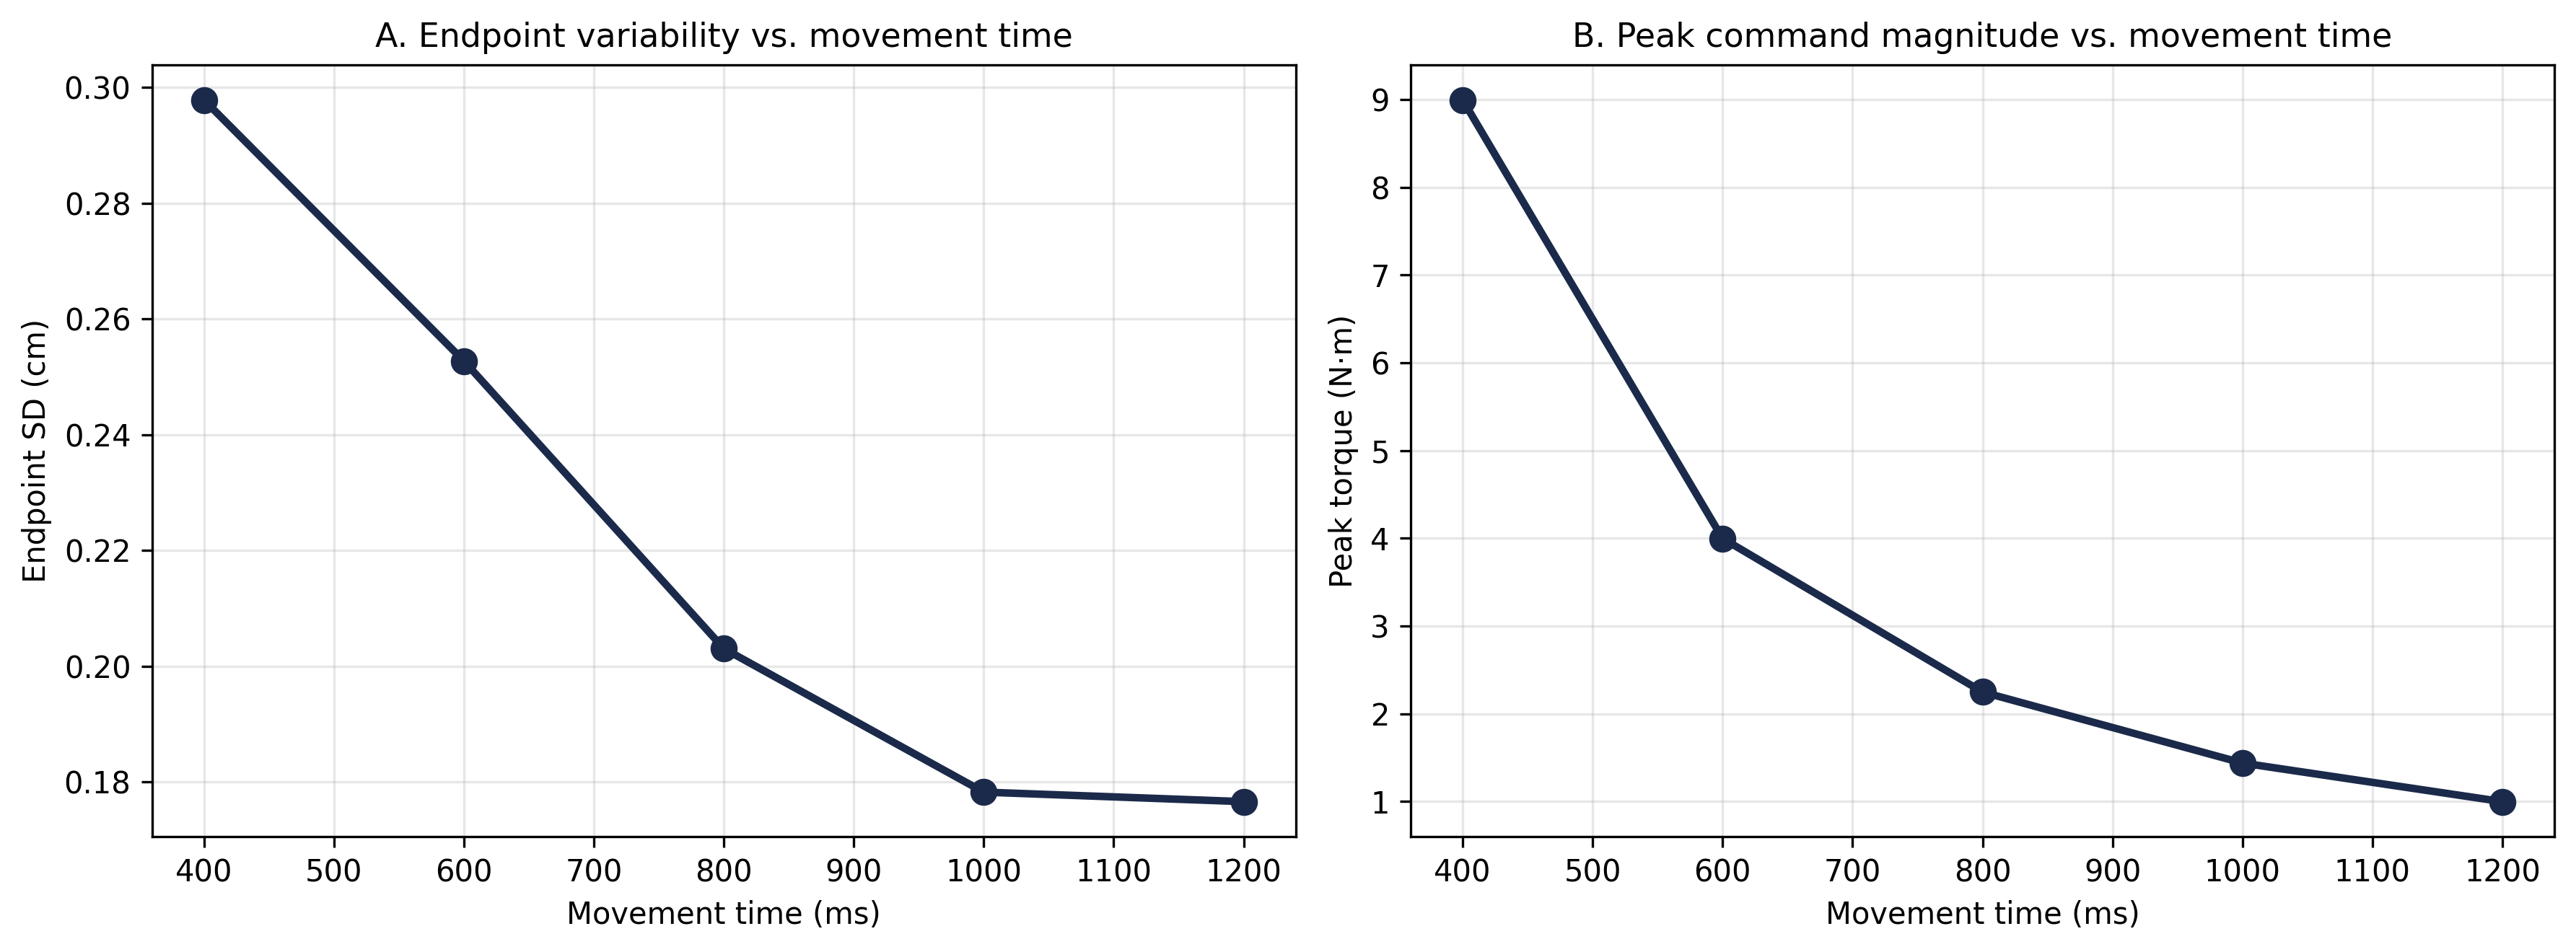 A. Endpoint variability vs. movement time
0.30
0.28
0.26
0.24
0.22
0.20
0.18
Endpoint SD (cm)
400 500 600 700 800 900 1000 1100 1200
Movement time (ms)
B. Peak command magnitude vs. movement time
9
8
7
6
5
4
3
2
1
Peak torque (N·m)
400 500 600 700 800 900 1000 1100 1200
Movement time (ms)